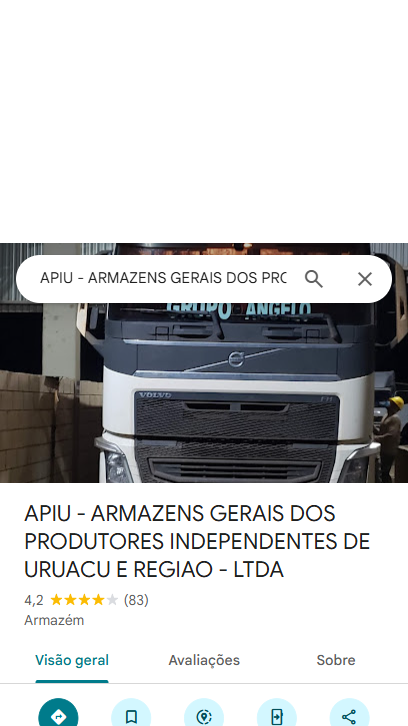 APIU - ARMAZENS GERAIS DOS PRO
GRUPO ANGELO
VOLVO
APIU - ARMAZENS GERAIS DOS
PRODUTORES INDEPENDENTES DE
URUACU E REGIAO - LTDA
4,2 ★★★★★ (83)
Armazém
Visão geral Avaliações Sobre